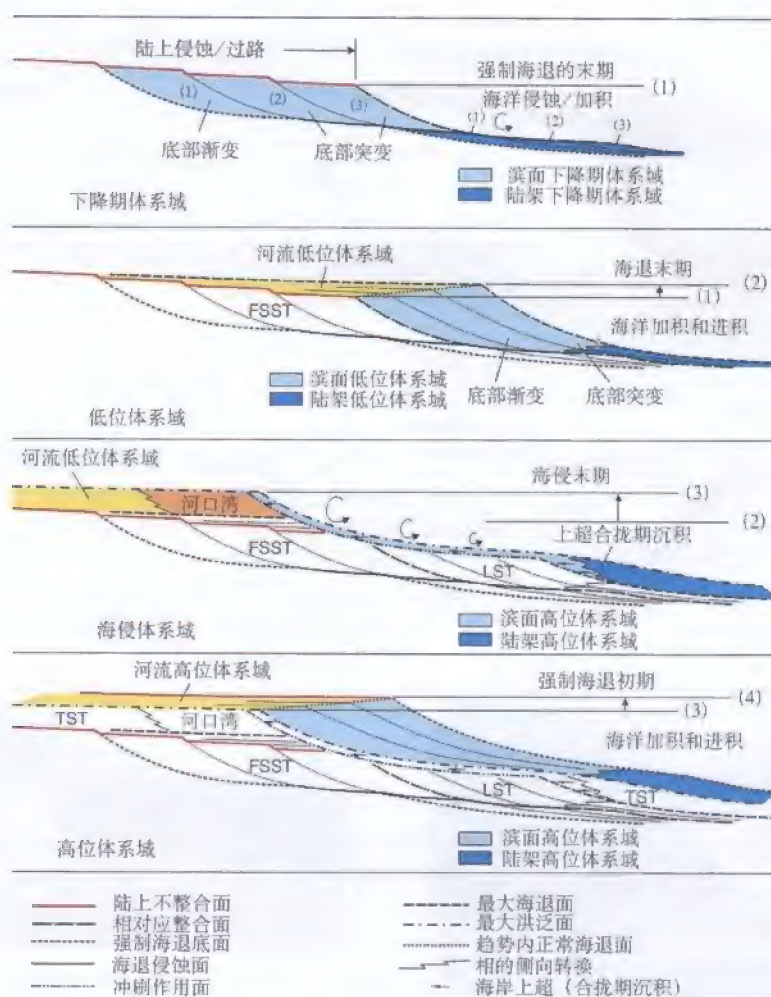 陆上侵蚀/过路
强制海退的末期
(1)
海洋侵蚀/加积
(1)
(2)
(3)
(1)
(2)
(3)
底部渐变
底部突变
滨面下降期体系域
陆架下降期体系域
下降期体系域
河流低位体系域
海退末期
(2)
(1)
FSST
海洋加积和进积
滨面低位体系域
陆架低位体系域
底部渐变
底部突变
低位体系域
河流低位体系域
海侵末期
河口湾
(3)
(2)
上超合拢期沉积
FSST
LST
滨面高位体系域
陆架高位体系域
海侵体系域
河流高位体系域
强制海退初期
(4)
(3)
TST
河口湾
海洋加积和进积
FSST
LST
TST
滨面高位体系域
陆架高位体系域
高位体系域
陆上不整合面
最大海退面
相对应整合面
最大洪泛面
强制海退底面
趋势内正常海退面
海退侵蚀面
相的侧向转换
冲刷作用面
海岸上超（合拢期沉积）